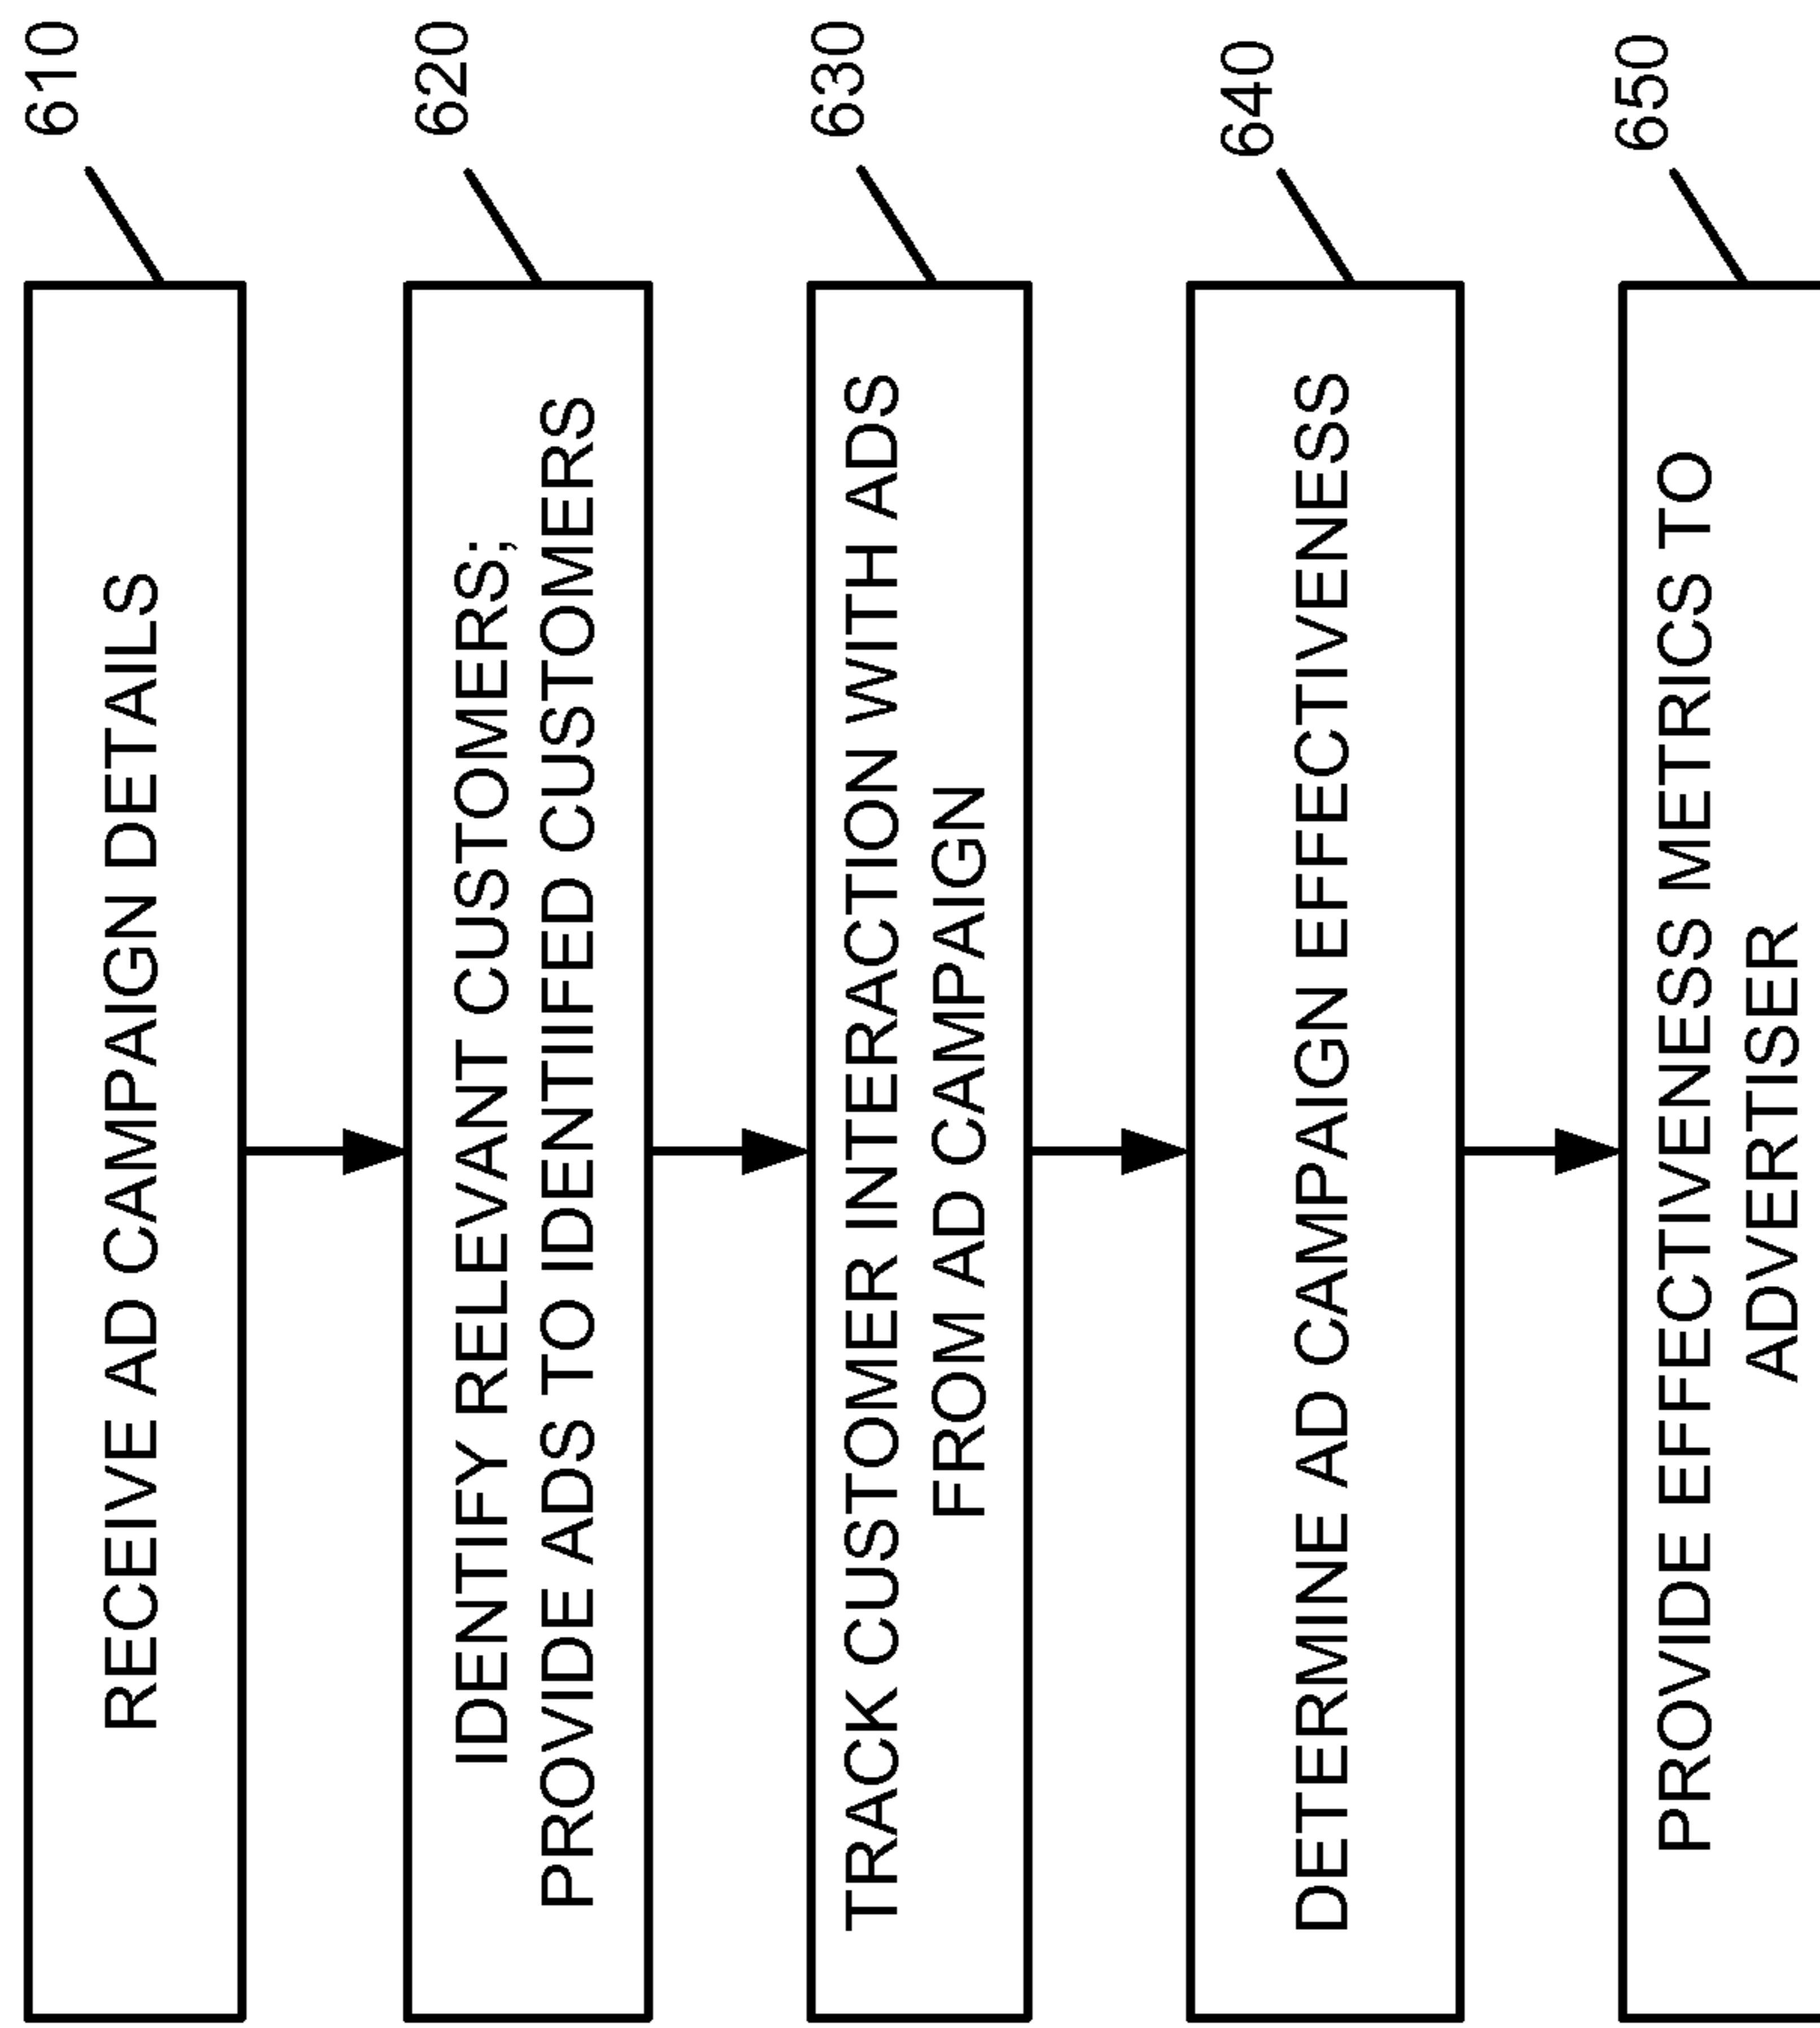 610
RECEIVE AD CAMPAIGN DETAILS
620
IDENTIFY RELEVANT CUSTOMERS;
PROVIDE ADS TO IDENTIIFED CUSTOMERS
630
TRACK CUSTOMER INTERACTION WITH ADS
FROM AD CAMPAIGN
640
DETERMINE AD CAMPAIGN EFFECTIVENESS
650
PROVIDE EFFECTIVENESS METRICS TO
ADVERTISER